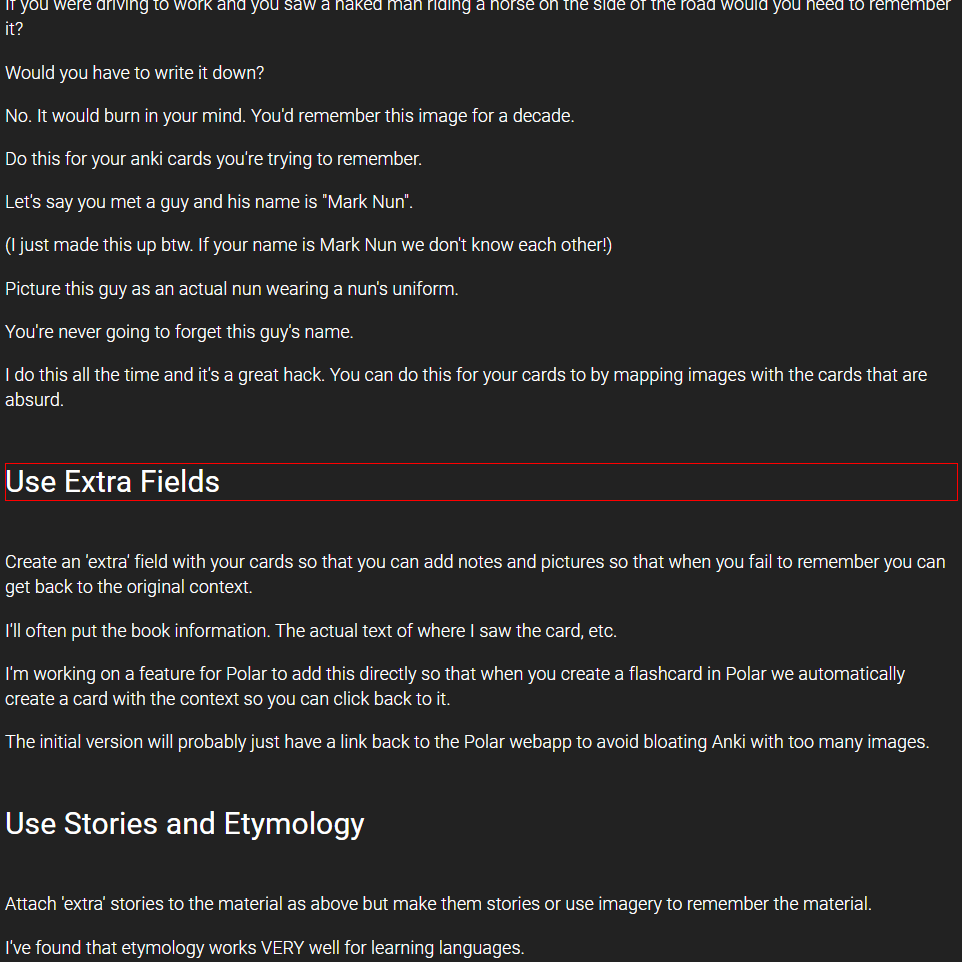 If you were driving to work and you saw a naked man riding a horse on the side of the road would you need to remember
it?
Would you have to write it down?
No. It would burn in your mind. You'd remember this image for a decade.
Do this for your anki cards you're trying to remember.
Let's say you met a guy and his name is "Mark Nun".
(I just made this up btw. If your name is Mark Nun we don't know each other!)
Picture this guy as an actual nun wearing a nun's uniform.
You're never going to forget this guy's name.
I do this all the time and it's a great hack. You can do this for your cards to by mapping images with the cards that are
absurd.
Use Extra Fields
Create an 'extra' field with your cards so that you can add notes and pictures so that when you fail to remember you can
get back to the original context.
I'll often put the book information. The actual text of where I saw the card, etc.
I'm working on a feature for Polar to add this directly so that when you create a flashcard in Polar we automatically
create a card with the context so you can click back to it.
The initial version will probably just have a link back to the Polar webapp to avoid bloating Anki with too many images.
Use Stories and Etymology
Attach 'extra' stories to the material as above but make them stories or use imagery to remember the material.
I've found that etymology works VERY well for learning languages.